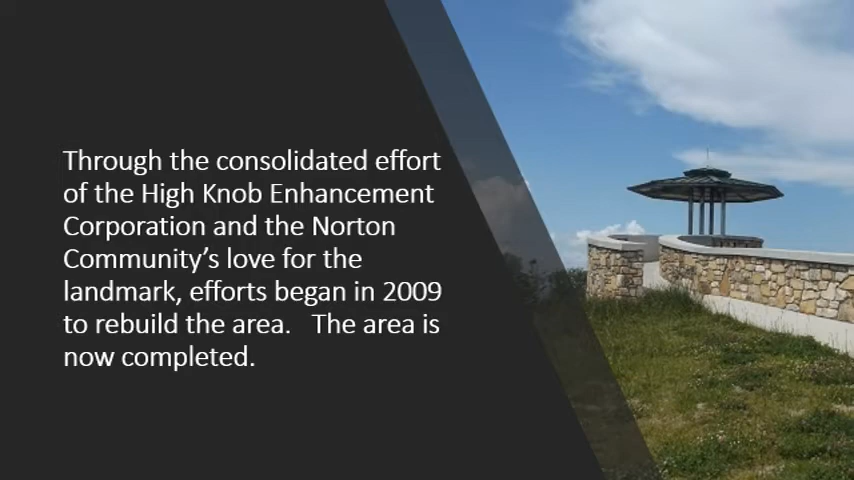 Through the consolidated effort
of the High Knob Enhancement
Corporation and the Norton
Community’s love for the
landmark, efforts began in 2009
to rebuild the area.   The area is
now completed.